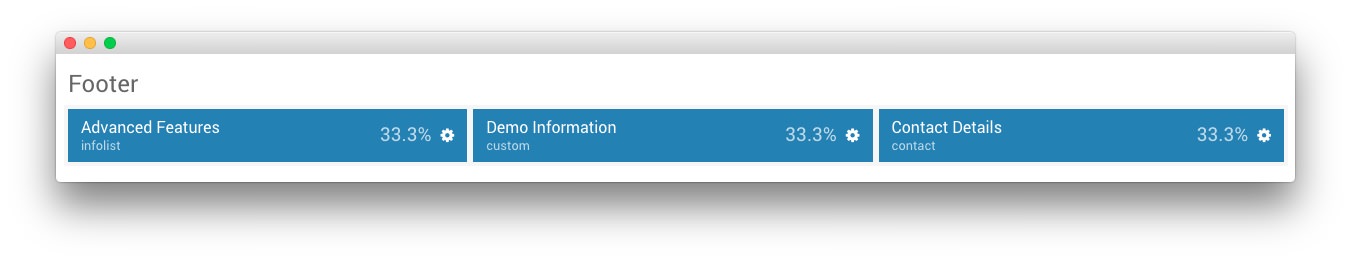 Footer
Advanced Features
infolist
33.3%
Demo Information
custom
33.3%
Contact Details
contact
33.3%